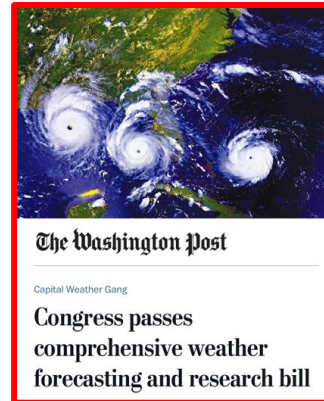 The Washington Post
Capital Weather Gang
Congress passes
comprehensive weather
forecasting and research bill